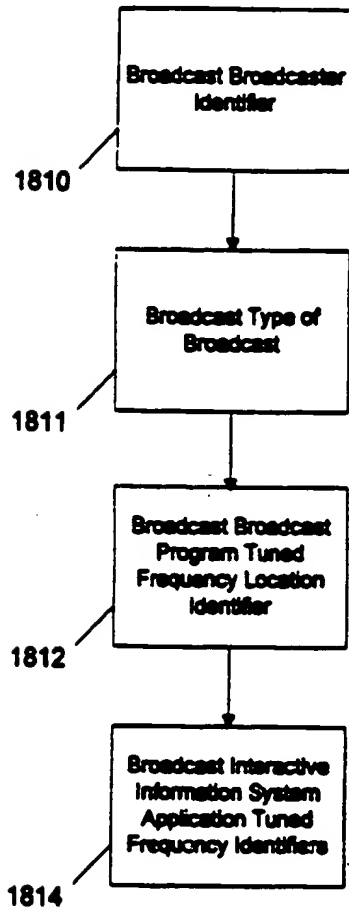 Broadcast Broadcaster
Identifier
1810
Broadcast Type of
Broadcast
1811
Broadcast Broadcast
Program Tuned
Frequency Location
Identifier
1812
Broadcast Interactive
Information System
Application Tuned
Frequency Identifiers
1814